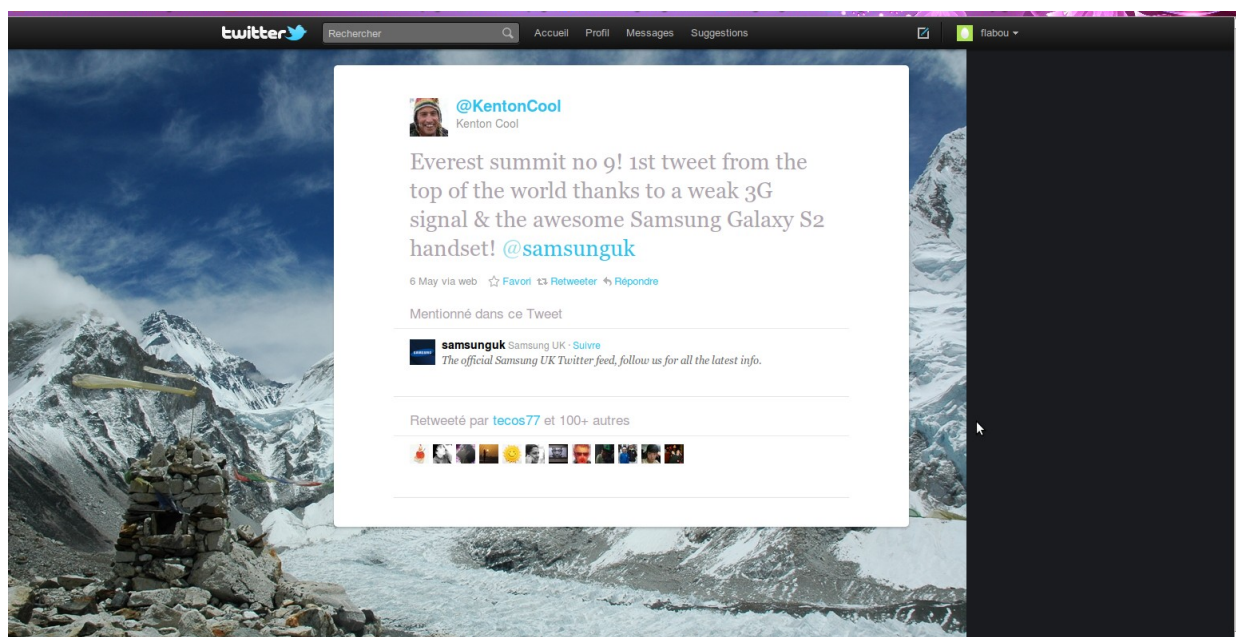 twitter
Rechercher
Accueil Profil Messages Suggestions
flabou
@KentonCool
Kenton Cool
Everest summit no 9! 1st tweet from the
top of the world thanks to a weak 3G
signal & the awesome Samsung Galaxy S2
handset! @samsunguk
6 May via web Favori Retweeter Répondre
Mentionné dans ce Tweet
samsunguk Samsung UK · Suivre
The official Samsung UK Twitter feed, follow us for all the latest info.
Retweeté par tecos77 et 100+ autres